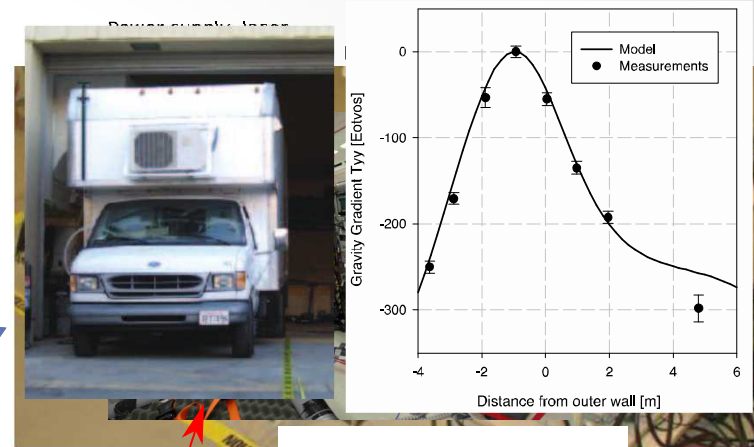 Power supply, laser
0
-100
-200
-300
Gravity Gradient Tyy [Eotvos]
Model
Measurements
-4
-2
0
2
4
6
Distance from outer wall [m]